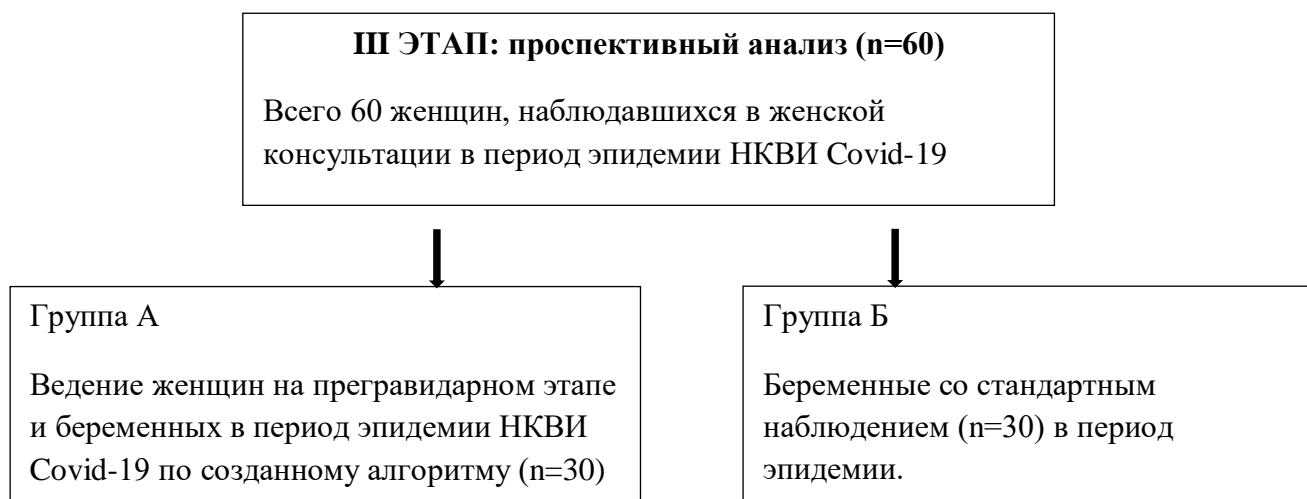 III ЭТАП: проспективный анализ (n=60)
Всего 60 женщин, наблюдавшихся в женской
консультации в период эпидемии НКВИ Covid-19
Группа А
Ведение женщин на прегравидарном этапе
и беременных в период эпидемии НКВИ
Covid-19 по созданному алгоритму (n=30)
Группа Б
Беременные со стандартным
наблюдением (n=30) в период
эпидемии.